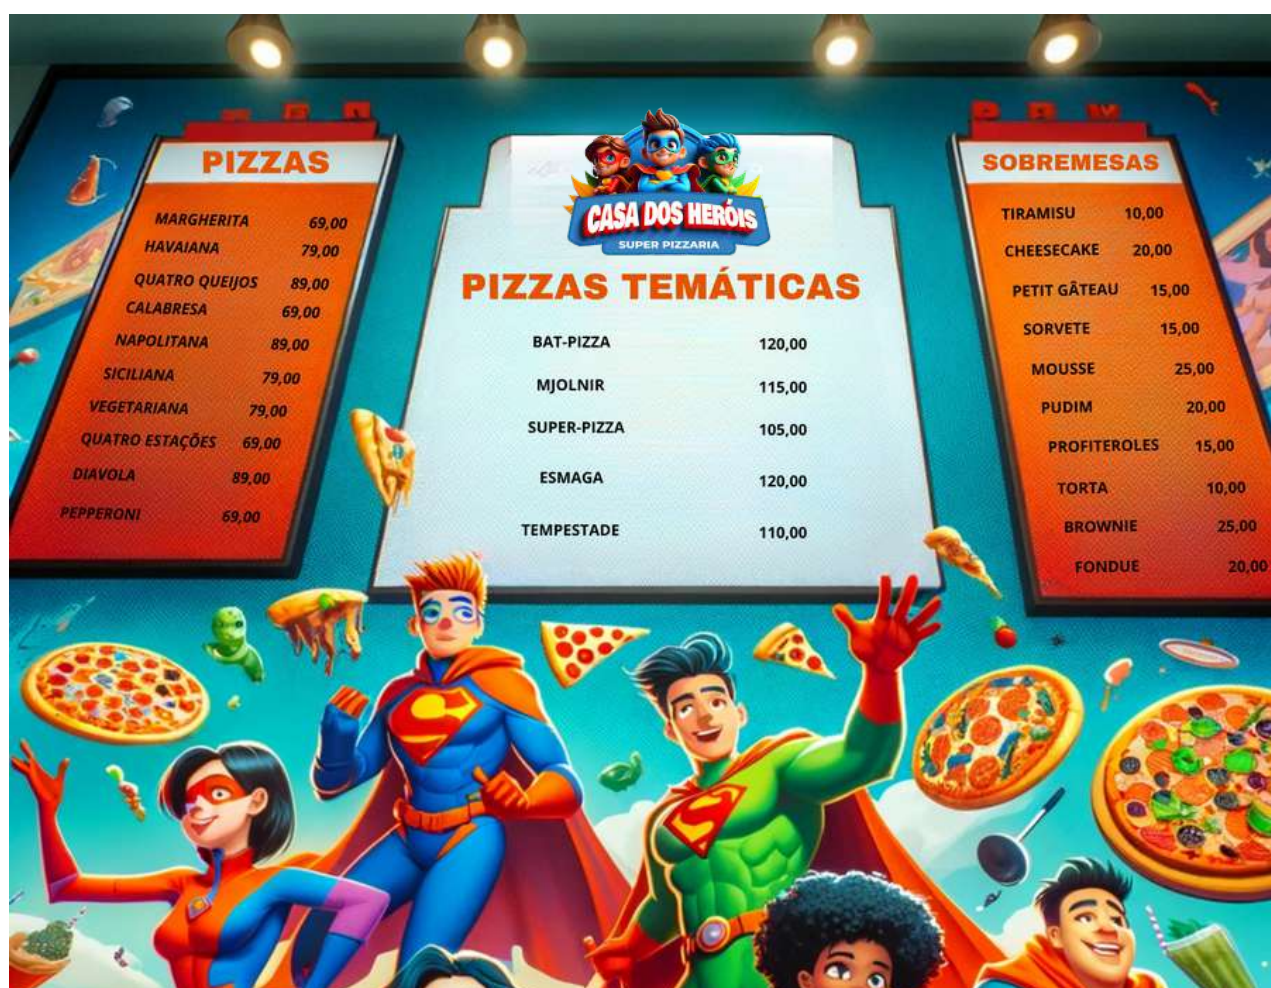 PIZZAS
MARGHERITA 69,00
HAVAIANA 79,00
QUATRO QUEIJOS 89,00
CALABRESA 69,00
NAPOLITANA 89,00
SICILIANA 79,00
VEGETARIANA 79,00
QUATRO ESTAÇÕES 69,00
DIAVOLA 89,00
PEPPERONI 69,00
CASA DOS HERÓIS
SUPER PIZZARIA
PIZZAS TEMÁTICAS
BAT-PIZZA 120,00
MJOLNIR 115,00
SUPER-PIZZA 105,00
ESMAGA 120,00
TEMPESTADE 110,00
SOBREMESAS
TIRAMISU 10,00
CHEESECAKE 20,00
PETIT GÂTEAU 15,00
SORVETE 15,00
MOUSSE 25,00
PUDIM 20,00
PROFITEROLES 15,00
TORTA 10,00
BROWNIE 25,00
FONDUE 20,00